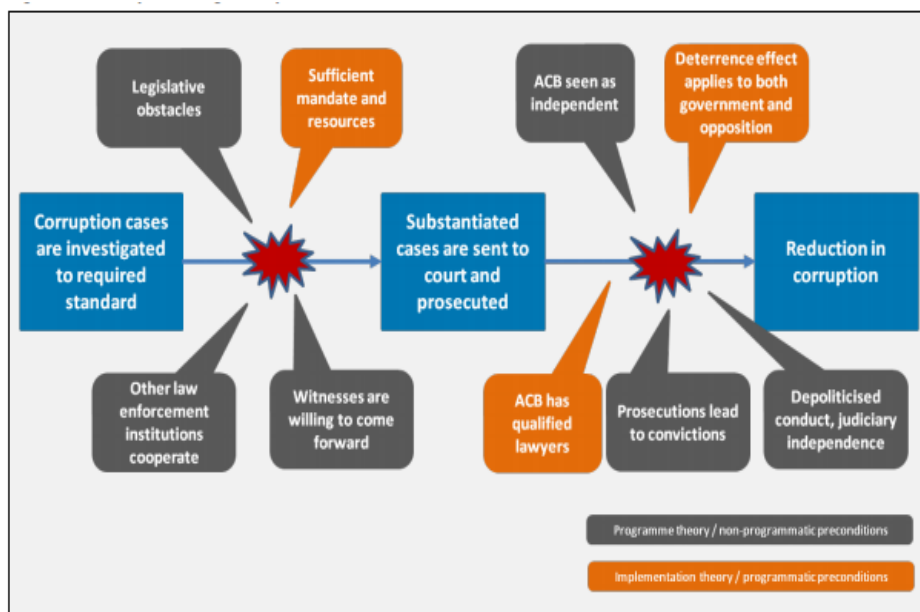 Legislative
obstacles
Sufficient
mandate and
resources
ACB seen as
independent
Deterrence effect
applies to both
government and
opposition
Corruption cases
are investigated
to required
standard
Substantiated
cases are sent to
court and
prosecuted
Reduction in
corruption
Other law
enforcement
institutions
cooperate
Witnesses are
willing to come
forward
ACB has
qualified
lawyers
Prosecutions lead
to convictions
Depoliticised
conduct, judiciary
independence
Programme theory / non-programmatic preconditions
Implementation theory / programmatic preconditions